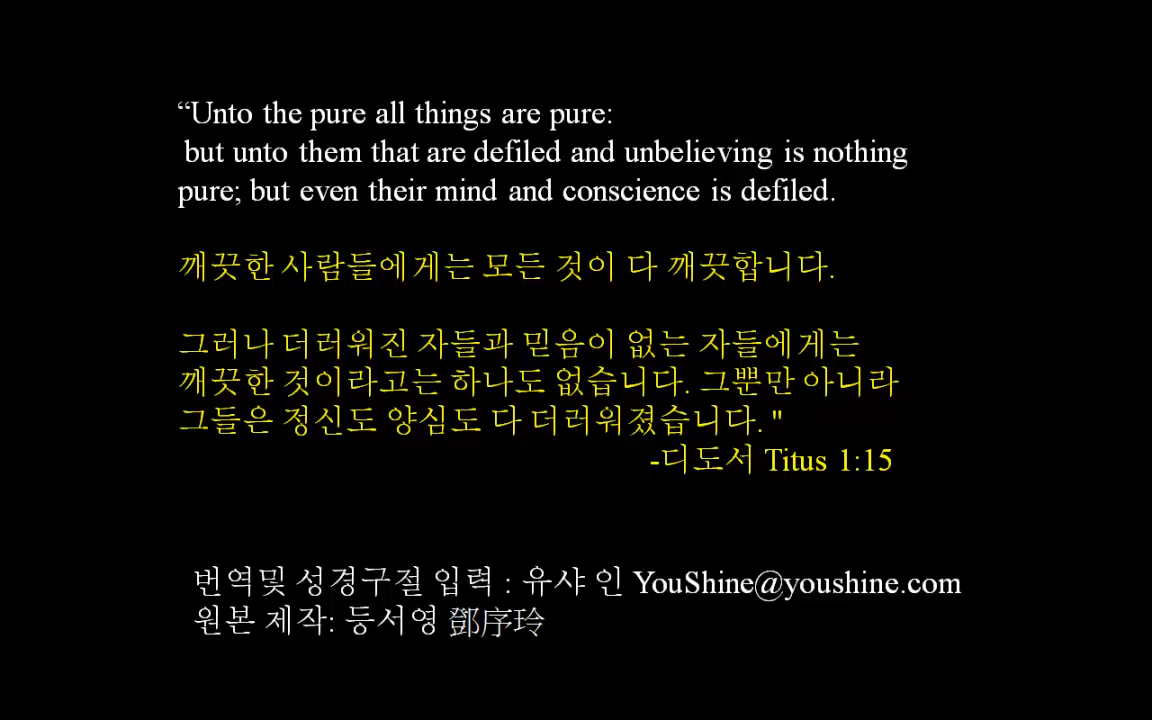 “Unto the pure all things are pure:
but unto them that are defiled and unbelieving is nothing
pure; but even their mind and conscience is defiled.
깨끗한 사람들에게는 모든 것이 다 깨끗합니다.
그러나 더러워진 자들과 믿음이 없는 자들에게는
깨끗한 것이라고는 하나도 없습니다. 그뿐만 아니라
그들은 정신도 양심도 다 더러워졌습니다. "
-디도서 Titus 1:15
번역및 성경구절 입력 : 유샤 인 YouShine@youshine.com
원본 제작: 등서영 鄧序玲